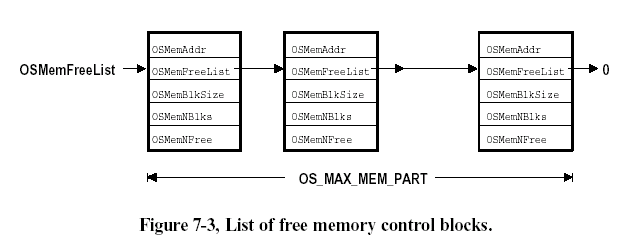 OSMemFreeList
OSMemAddr
OSMemFreeList
OSMemBlkSize
OSMemNBlks
OSMemNFree
OSMemAddr
OSMemFreeList
OSMemBlkSize
OSMemNBlks
OSMemNFree
OSMemAddr
OSMemFreeList
OSMemBlkSize
OSMemNBlks
OSMemNFree
0
OS_MAX_MEM_PART
Figure 7-3, List of free memory control blocks.